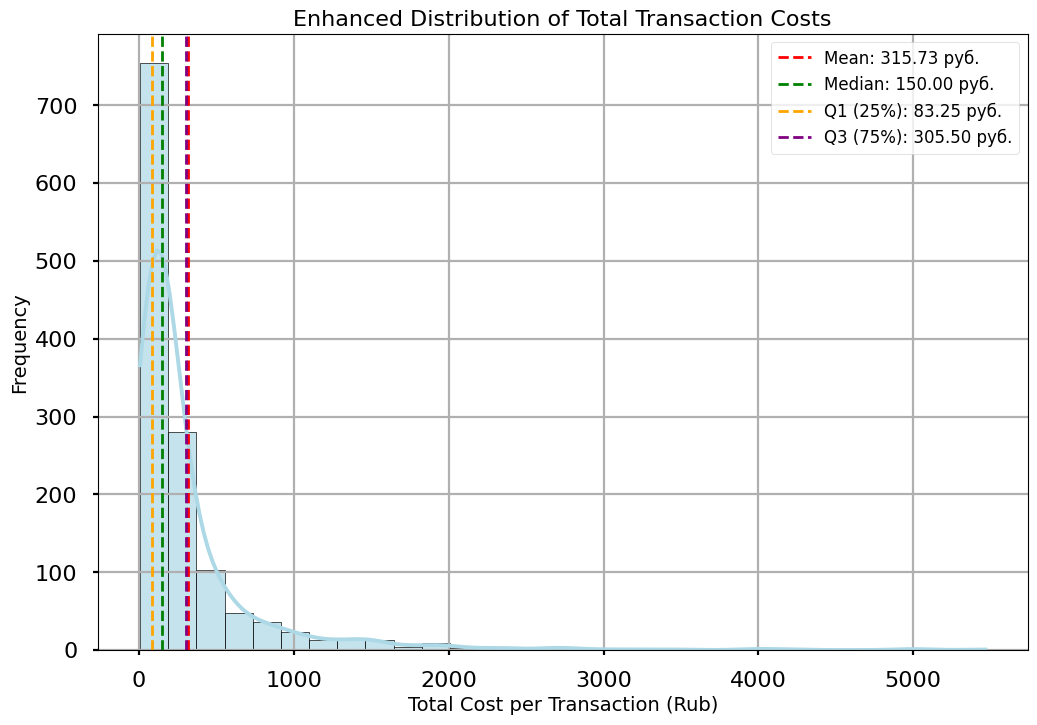 Enhanced Distribution of Total Transaction Costs
Mean: 315.73 руб.
Median: 150.00 руб.
Q1 (25%): 83.25 руб.
Q3 (75%): 305.50 руб.
Frequency
700
600
500
400
300
200
100
0
0 1000 2000 3000 4000 5000
Total Cost per Transaction (Rub)